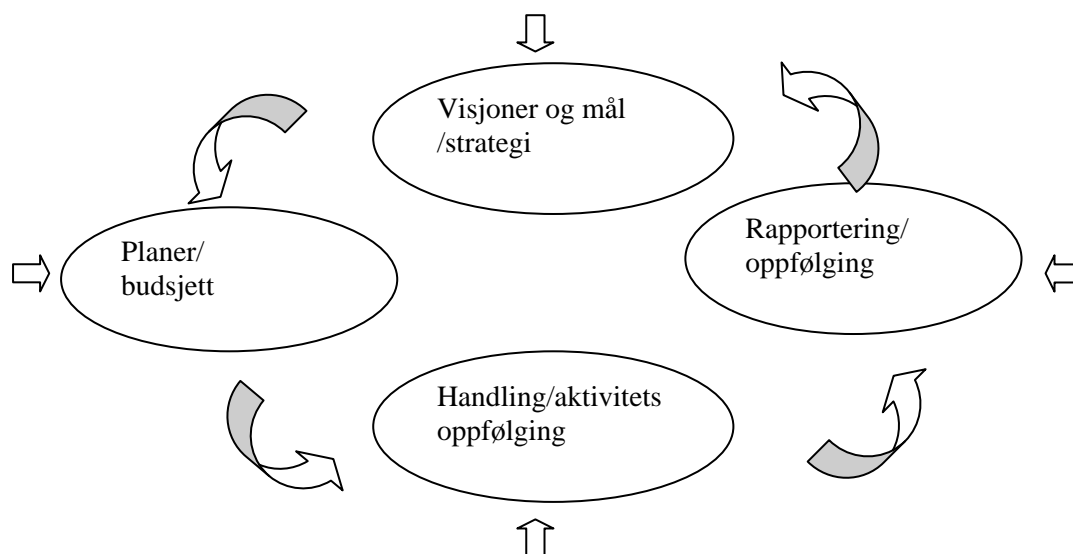 Visjoner og mål
/strategi
Planer/
budsjett
Rapportering/
oppfølging
Handling/aktivitets
oppfølging